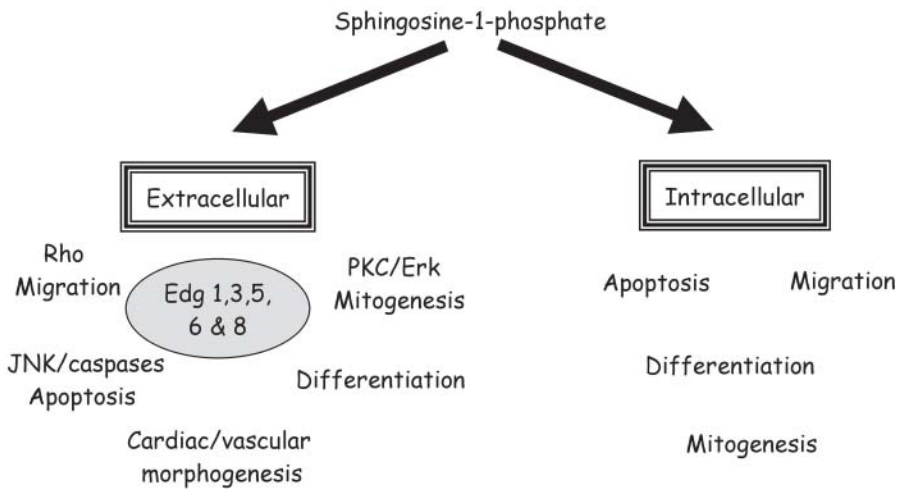 Sphingosine-1-phosphate
Extracellular
Rho
Migration
Edg 1,3,5,
6 & 8
PKC/Erk
Mitogenesis
JNK/caspases
Apoptosis
Differentiation
Cardiac/vascular
morphogenesis
Intracellular
Apoptosis
Migration
Differentiation
Mitogenesis